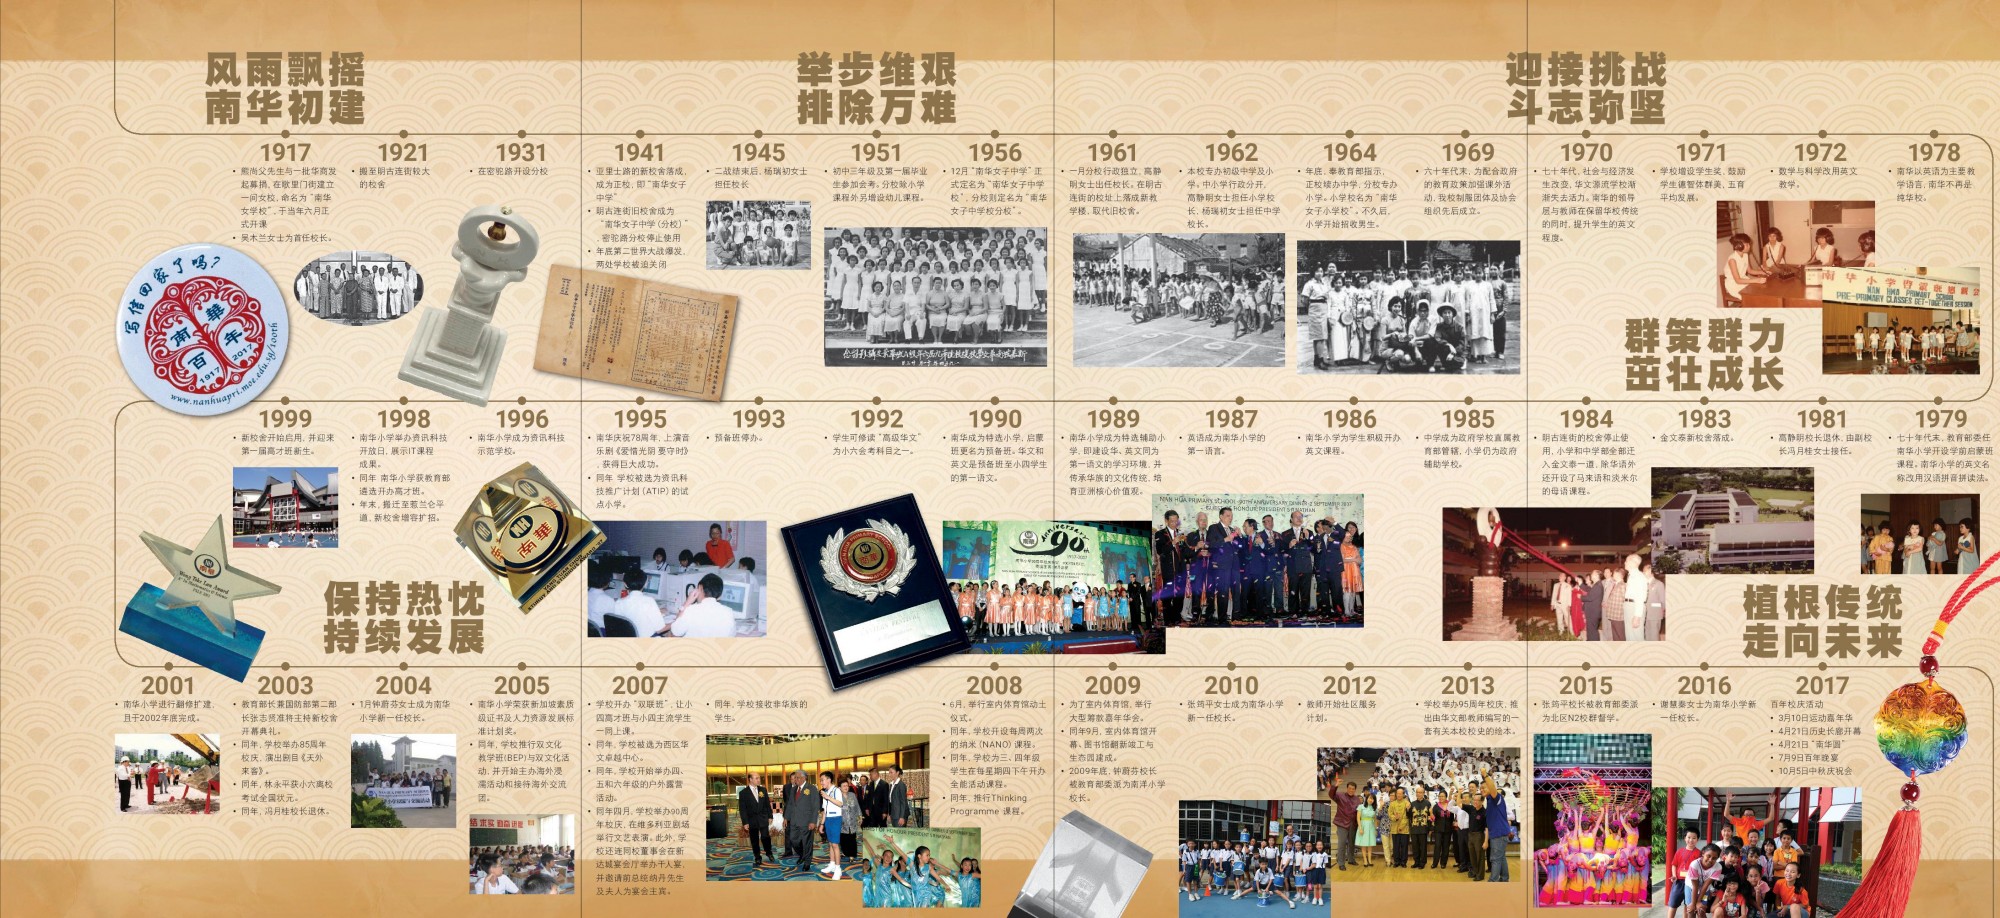 风雨飘摇
南华初建
举步维艰
排除万难
迎接挑战
斗志弥坚
1917
熊尚父先生与一批华商发
起募捐, 在歌里门街建立
一间女校, 命名为“南华
女学校”, 于当年六月正
式开课
吴木兰女士为首任校长。
1921
搬至明古连街较大
的校舍
1931
在密驼路开设分校
1941
亚里士路的新校舍落成,
成为正校, 即“南华女子
中学”
明古连街旧校舍成为
“南华女子中学（分校）”
, 密驼路分校停止使用
年底第二世界大战爆发,
两处学校被迫关闭
1945
二战结束后, 杨瑞初女士
担任校长
1951
初中三年级及第一届毕业
生参加会考。分校除小学
课程外另增设幼儿课程。
1956
12月“南华女子中学”正
式定名为“南华女子中学
校”, 分校则定名为“南华
女子中学校分校”。
1961
一月分校行政独立, 高静
明女士出任校长。在明古
连街的校址上落成新教
学楼, 取代旧校舍。
1962
本校专办初级中学及小
学。中小学行政分开,
高静明女士担任小学校
长, 杨瑞初女士担任中学
校长。
1964
年底, 奉教育部指示,
正校续办中学, 分校专办
小学。小学校名为“南华
女子小学校”。不久后,
小学开始招收男生。
1969
六十年代末, 为配合政府
的教育政策加强课外活
动, 我校制服团体及协会
组织先后成立。
1970
七十年代, 社会与经济发
生改变, 华文源流学校渐
渐失去活力。南华的领导
层与教师在保留华校传统
的同时, 提升学生的英文
程度。
1971
学校增设学生奖, 鼓励
学生德智体群美, 五育
平均发展。
1972
数学与科学改用英文
教学。
1978
南华以英语为主要教
学语言, 南华不再是
纯华校。
写信回家了吗?
南華
百年
1917
2017
www.nanhuapri.moe.edu.sg/100th
南华小学启蒙班恩藏会
NAN HUA PRIMARY SCHOOL
PRE-PRIMARY CLASSES GET-TOGETHER SESSION
群策群力
茁壮成长
1999
新校舍开始启用, 并迎来
第一届高才班新生。
1998
南华小学举办资讯科技
开放日, 展示IT课程
成果。
同年 南华小学获教育部
遴选开办高才班。
年末, 搬迁至惹兰仑平
道, 新校舍增容扩招。
1996
南华小学成为资讯科技
示范学校。
1995
南华庆祝78周年, 上演音
乐剧《爱惜光阴 要守时》
, 获得巨大成功。
同年 学校被选为资讯科
技推广计划（ATIP）的试
点小学。
1993
预备班停办。
1992
学生可修读“高级华文”
为小六会考科目之一。
1990
南华成为特选小学, 启蒙
班更名为预备班。华文和
英文是预备班至小四学生
的第一语文。
1989
南华小学成为特选辅助小
学, 即建设华、英文同为
第一语文的学习环境, 并
传承华族的文化传统, 培
育亚洲核心价值观。
1987
英语成为南华小学的
第一语言。
1986
南华小学为学生积极开办
英文课程。
1985
中学成为政府学校直属教
育部管辖, 小学仍为政府
辅助学校。
1984
明古连街的校舍停止使
用, 小学和中学部全部迁
入金文泰一道, 除华语外
还开设了马来语和淡米尔
的母语课程。
1983
金文泰新校舍落成。
1981
高静明校长退休, 由副校
长冯月桂女士接任。
1979
七十年代末, 教育部委任
南华小学开设学前启蒙班
课程。南华小学的英文名
称改用汉语拼音拼读法。
Wong Toke Lan Award
NAN HUA PRIMARY SCHOOL 90TH ANNIVERSARY DINNER 2 SEPTEMBER 2007
GUEST OF HONOUR PRESIDENT S R NATHAN
Anniversary
90th
1917-2007
保持热忱
持续发展
植根传统
走向未来
2001
南华小学进行翻修扩建,
且于2002年底完成。
2003
教育部长兼国防部第二部
长张志贤准将主持新校舍
开幕典礼。
同年, 学校举办85周年
校庆, 演出剧目《天外
来客》。
同年, 林永平获小六离校
考试全国状元。
同年, 冯月桂校长退休。
2004
1月钟蔚芬女士成为南华
小学新一任校长。
2005
南华小学荣获新加坡素质
级证书及人力资源发展标
准计划奖。
同年, 学校推行双文化
教学班(BEP)与双文化活
动, 并开始主办海外浸
濡活动和接待海外交流
团。
2007
学校开办“双联班”, 让小
四高才班与小四主流学生
一同上课。
同年, 学校被选为西区华
文卓越中心。
同年, 学校开始举办四、
五和六年级的户外露营
活动。
同年四月, 学校举办90周
年校庆, 在维多利亚剧场
举行文艺表演。此外, 学
校还连同校董事会在新
达城宴会厅举办千人宴,
并邀请前总统纳丹先生
及夫人为宴会主宾。
同年, 学校接收非华族的
学生。
2008
6月, 举行室内体育馆动土
仪式。
同年, 学校开设每周两次
的纳米（NANO）课程。
同年, 学校为三、四年级
学生在每星期四下午开办
全能活动课程。
同年, 推行Thinking
Programme 课程。
2009
为了室内体育馆, 举行
大型筹款嘉年华会。
同年9月, 室内体育馆开
幕。图书馆翻新竣工与
生态园建成。
2009年底, 钟蔚芬校长
被教育部委派为南洋小学
校长。
2010
张筠平女士成为南华小学
新一任校长。
2012
教师开始社区服务
计划。
2013
学校举办95周年校庆, 推
出由华文部教师编写的一
套有关本校校史的绘本。
2015
张筠平校长被教育部委派
为北区N2校群督学。
2016
谢慧秦女士为南华小学新
一任校长。
2017
百年校庆活动
3月10日运动嘉年华
4月21日历史长廊开幕
4月21日“南华圆”
7月9日百年晚宴
10月5日中秋庆祝会